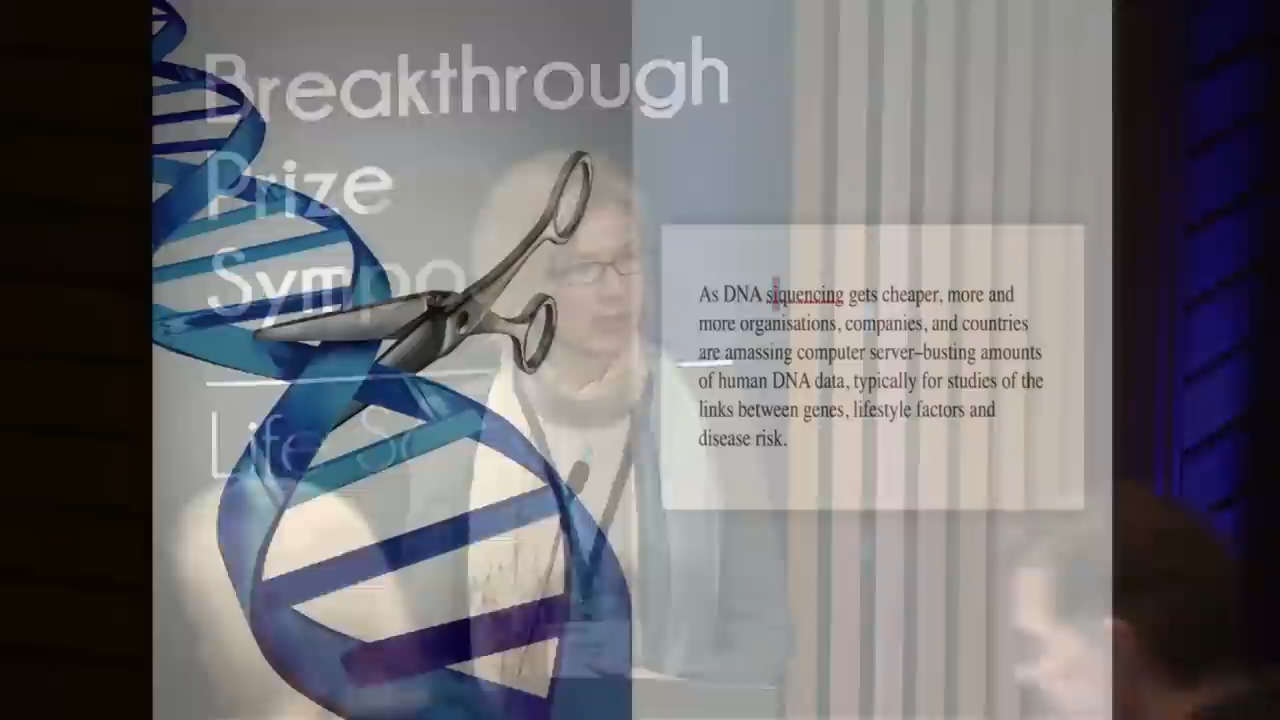 Breakthrough
Prize
Sympo
Life Sc
As DNA siquencing gets cheaper, more and
more organisations, companies, and countries
are amassing computer server–busting amounts
of human DNA data, typically for studies of the
links between genes, lifestyle factors and
disease risk.